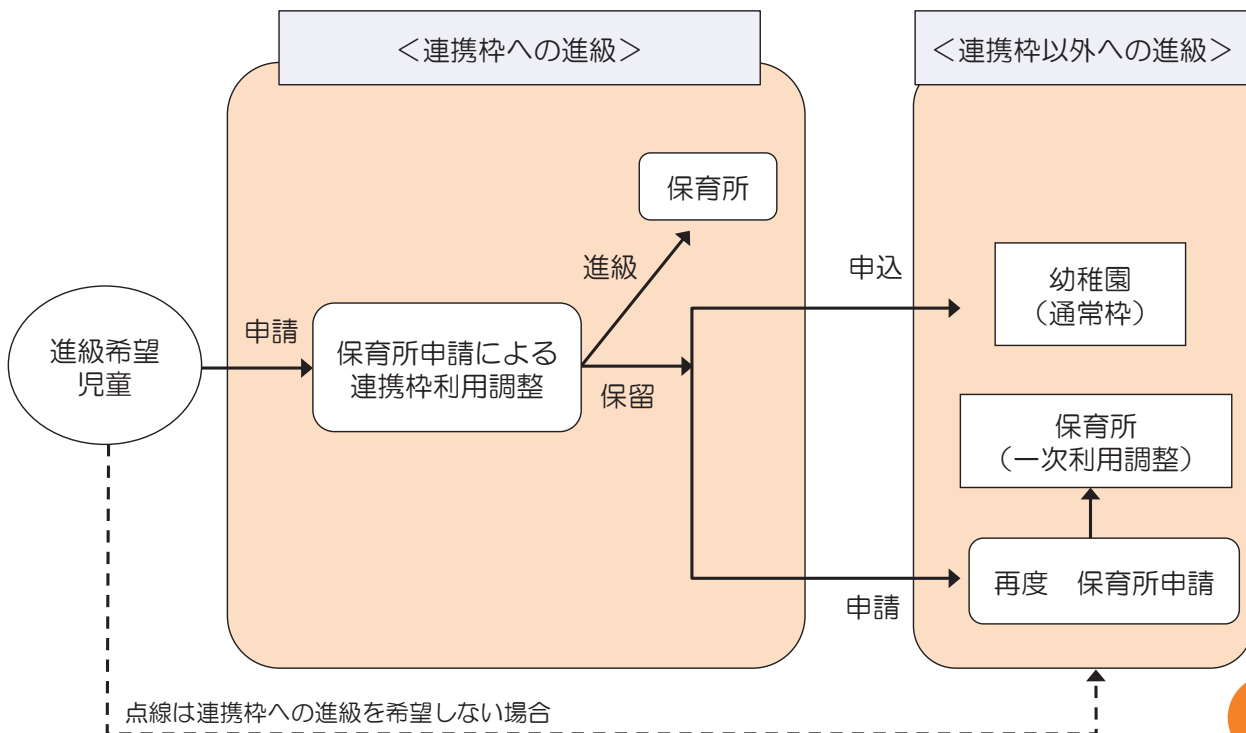 ＜連携枠への進級＞
＜連携枠以外への進級＞
保育所
進級
申込
幼稚園
（通常枠）
進級希望
児童
申請
保育所申請による
連携枠利用調整
保留
保育所
（一次利用調整）
再度　保育所申請
申請
点線は連携枠への進級を希望しない場合